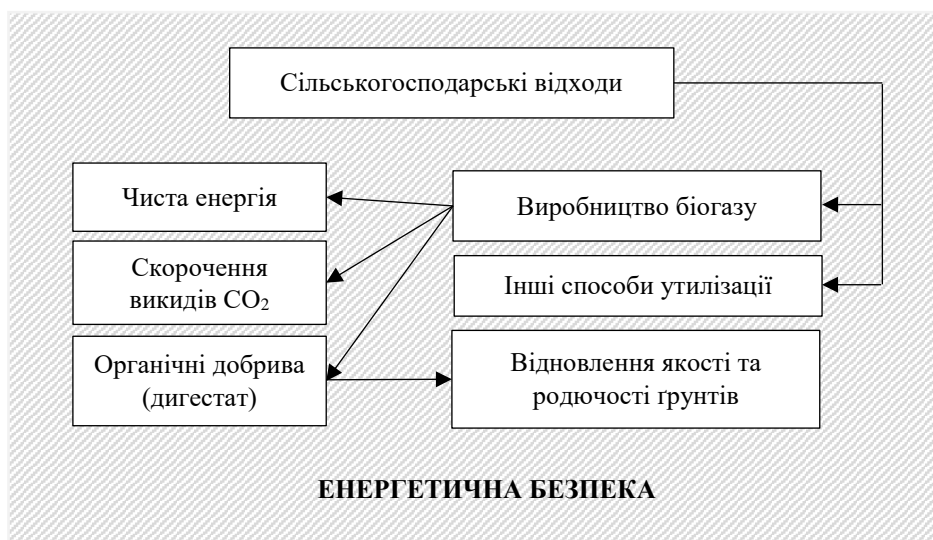 Сільськогосподарські відходи
Чиста енергія
Виробництво біогазу
Скорочення
викидів CO₂
Інші способи утилізації
Органічні добрива
(дигестат)
Відновлення якості та
родючості ґрунтів
ЕНЕРГЕТИЧНА БЕЗПЕКА